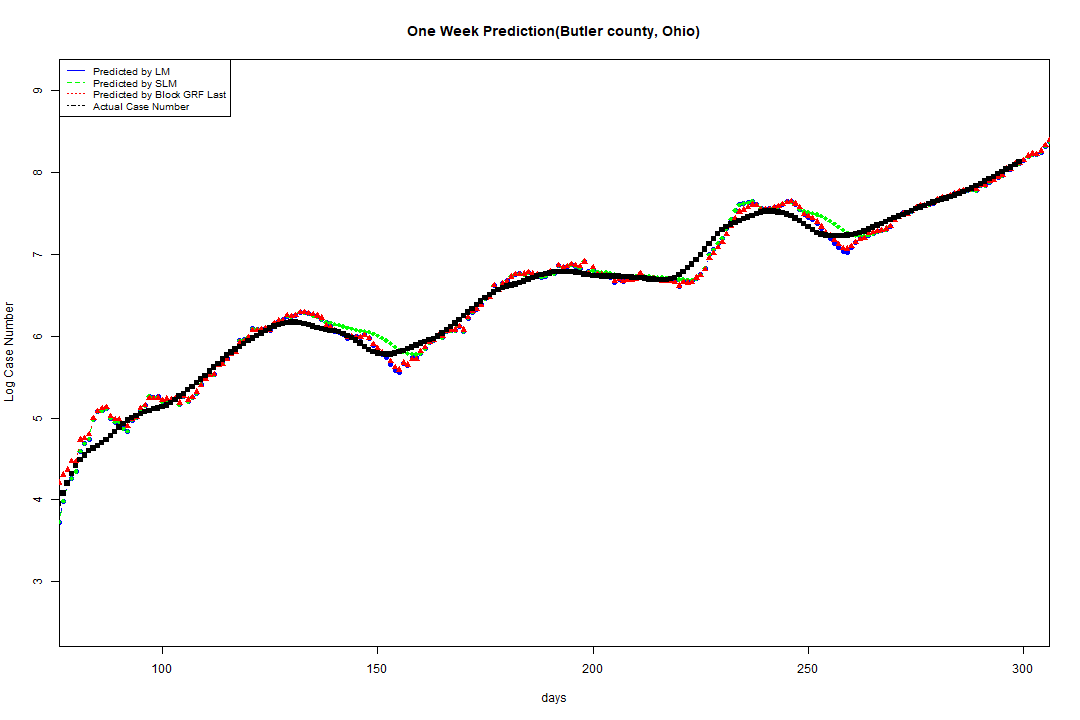 One Week Prediction(Butler county, Ohio)
Predicted by LM
Predicted by SLM
Predicted by Block GRF Last
Actual Case Number
9
8
7
6
5
4
3
Log Case Number
100 150 200 250 300
days